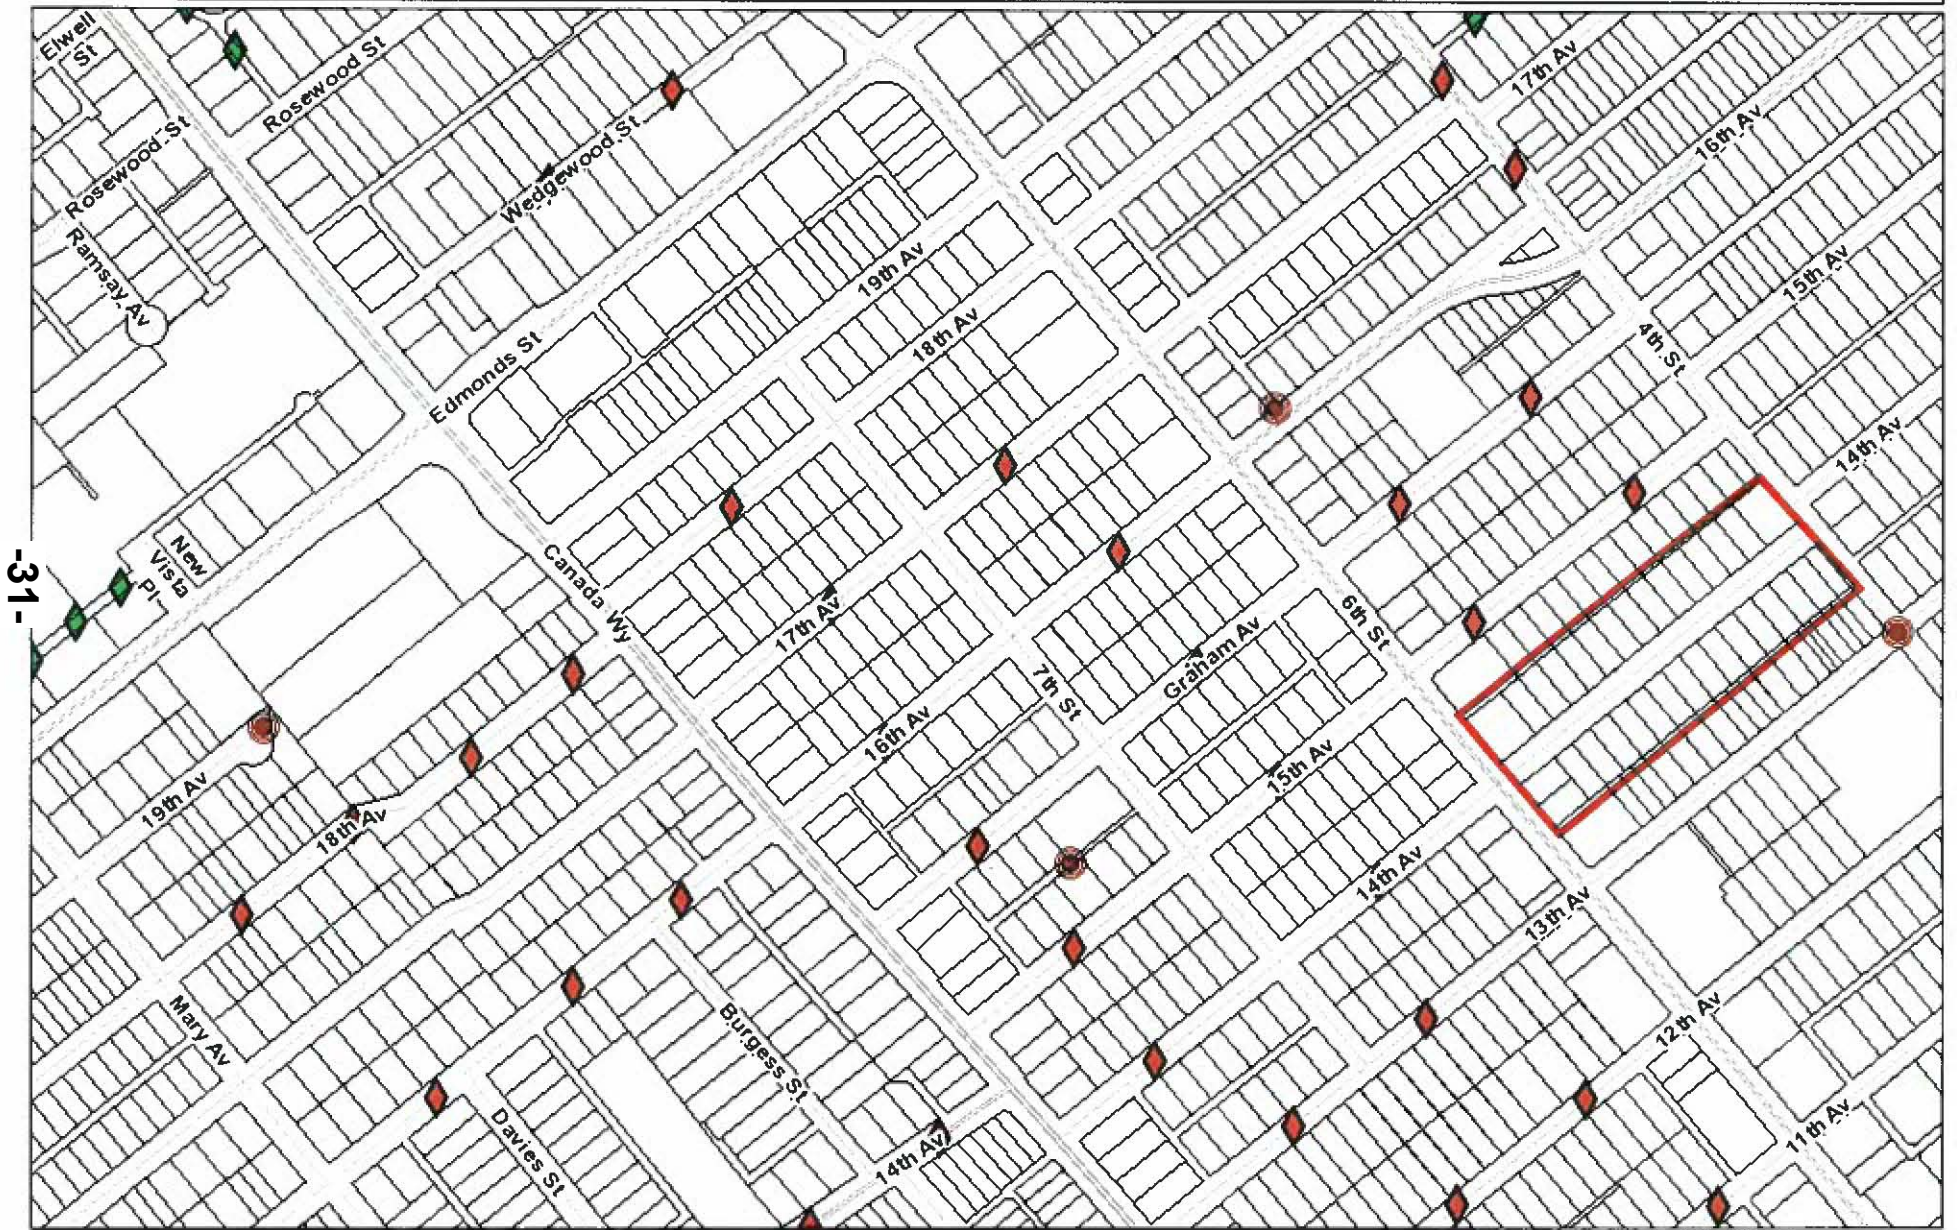 Elwell
St
Rosewood St
17th Av
16th Av
Rosewood St
Wedgewood St
Ramsay Av
19th Av
15th Av
18th Av
4th St
Edmonds St
14th Av
New
Vista
Pl
Canada Wy
-31-
17th Av
6th St
Graham Av
7th St
16th Av
15th Av
19th Av
18th Av
14th Av
13th Av
Mary Av
Burgess St
12th Av
Davies St
14th Av
11th Av